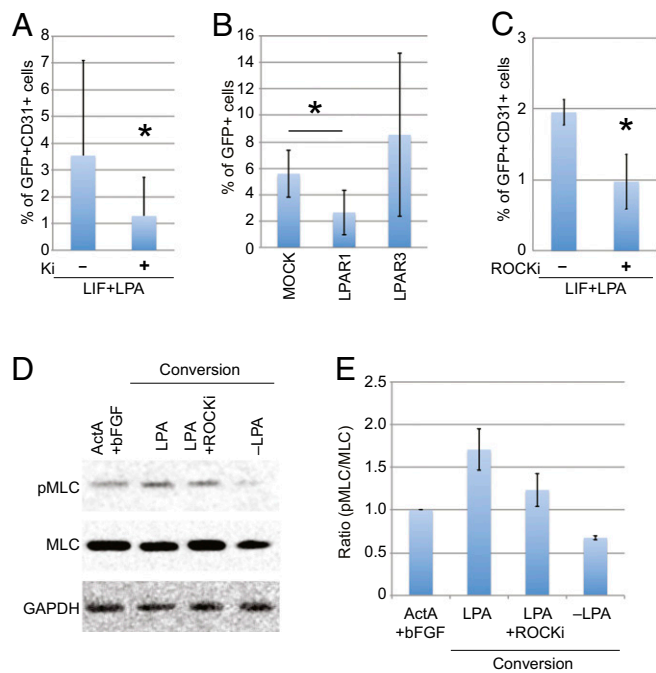 A
% of GFP+CD31+ cells
8
7
6
5
4
3
2
1
0
*
Ki – +
LIF+LPA
B
% of GFP+ cells
16
14
12
10
8
6
4
2
0
*
MOCK
LPAR1
LPAR3
C
% of GFP+CD31+ cells
3
2
1
0
*
ROCKi – +
LIF+LPA
D
Conversion
ActA
+bFGF
LPA
LPA
+ROCKi
–LPA
pMLC
MLC
GAPDH
E
Ratio (pMLC/MLC)
2.5
2.0
1.5
1.0
0.5
0.0
ActA
+bFGF
LPA
LPA
+ROCKi
–LPA
Conversion